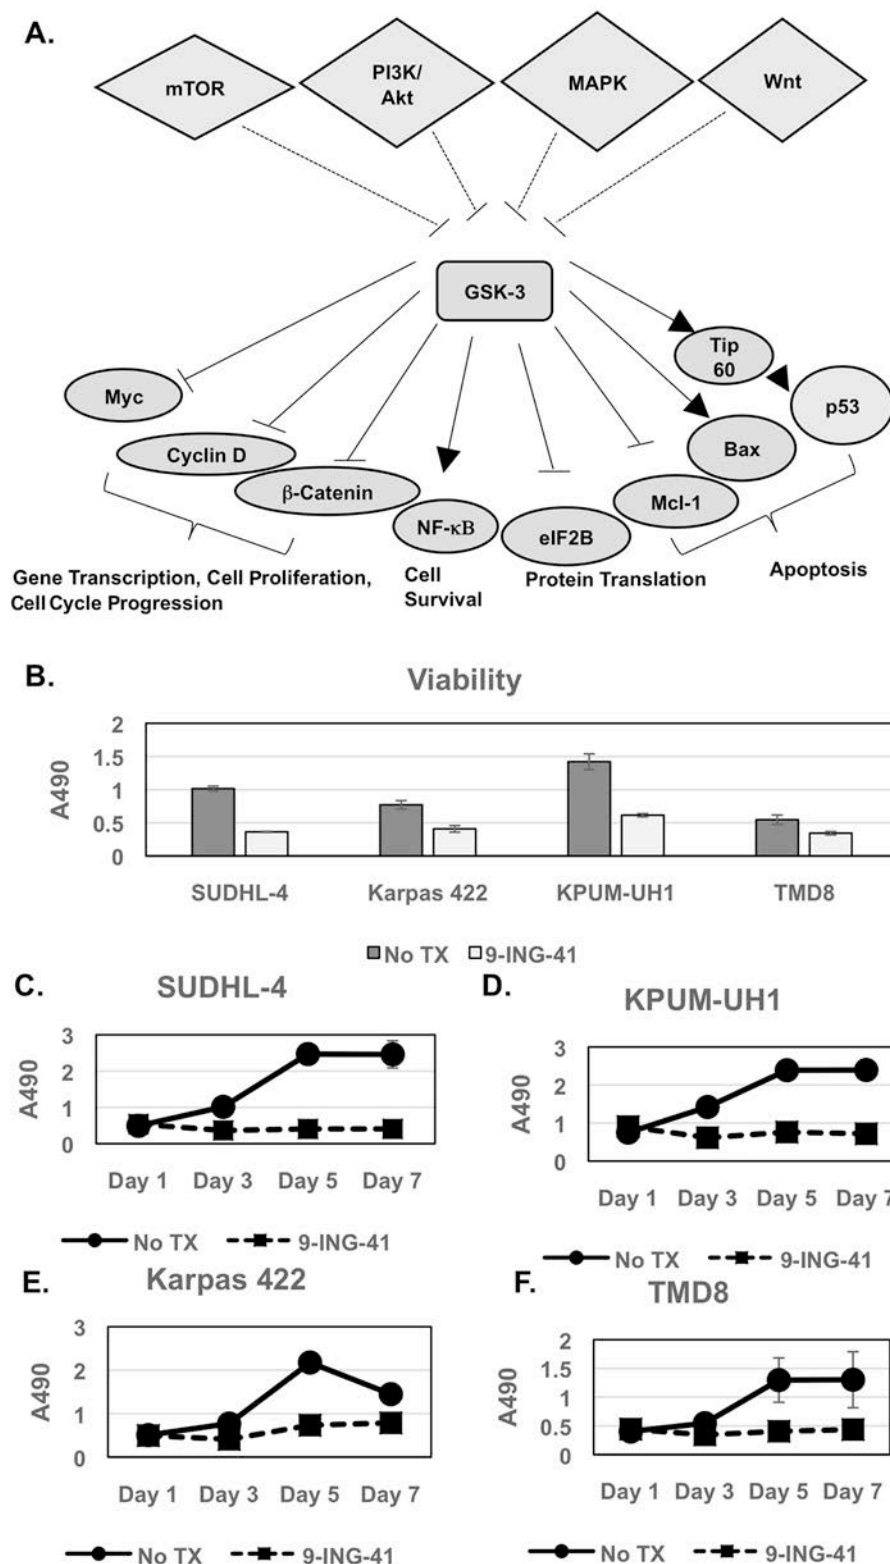 A.
mTOR
PI3K/
Akt
MAPK
Wnt
GSK-3
Tip
60
p53
Myc
Bax
Cyclin D
Mcl-1
β-Catenin
NF-κB
eIF2B
Gene Transcription, Cell Proliferation,
Cell Cycle Progression
Cell
Survival
Protein Translation
Apoptosis
B.
Viability
A490
2
1.5
1
0.5
0
SUDHL-4 Karpas 422 KPUM-UH1 TMD8
No TX 9-ING-41
C.
SUDHL-4
A490
3
2
1
0
Day 1 Day 3 Day 5 Day 7
No TX 9-ING-41
D.
KPUM-UH1
A490
3
2
1
0
Day 1 Day 3 Day 5 Day 7
No TX 9-ING-41
E.
Karpas 422
A490
3
2
1
0
Day 1 Day 3 Day 5 Day 7
No TX 9-ING-41
F.
TMD8
A490
2
1.5
1
0.5
0
Day 1 Day 3 Day 5 Day 7
No TX 9-ING-41